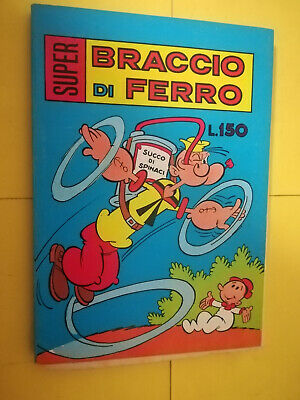 SUPER
BRACCIO
DI FERRO
L.150
SUCCO
DI
SPINACI